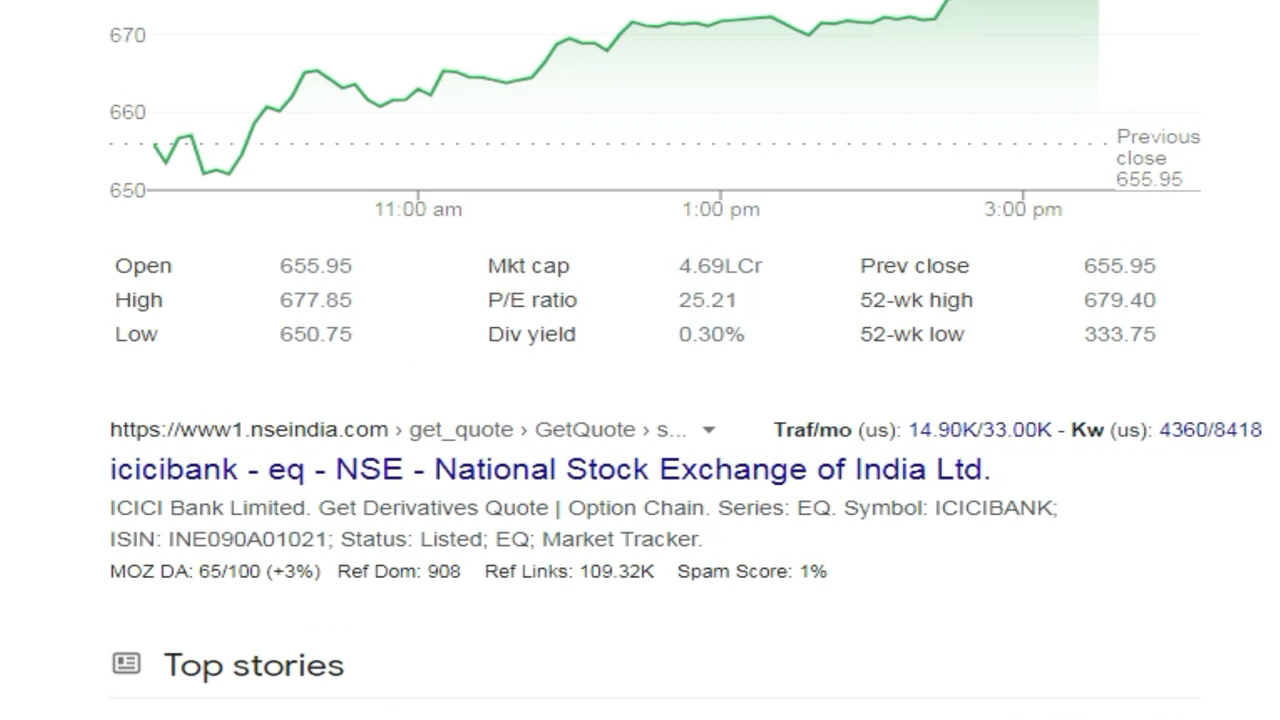 670
660
Previous
close
655.95
650
11:00 am 1:00 pm 3:00 pm
Open 655.95 Mkt cap 4.69LCr Prev close 655.95
High 677.85 P/E ratio 25.21 52-wk high 679.40
Low 650.75 Div yield 0.30% 52-wk low 333.75
https://www1.nseindia.com › get_quote › GetQuote › s... Traf/mo (us): 14.90K/33.00K - Kw (us): 4360/8418
icicibank - eq - NSE - National Stock Exchange of India Ltd.
ICICI Bank Limited. Get Derivatives Quote | Option Chain. Series: EQ. Symbol: ICICIBANK;
ISIN: INE090A01021; Status: Listed; EQ; Market Tracker.
MOZ DA: 65/100 (+3%) Ref Dom: 908 Ref Links: 109.32K Spam Score: 1%
Top stories